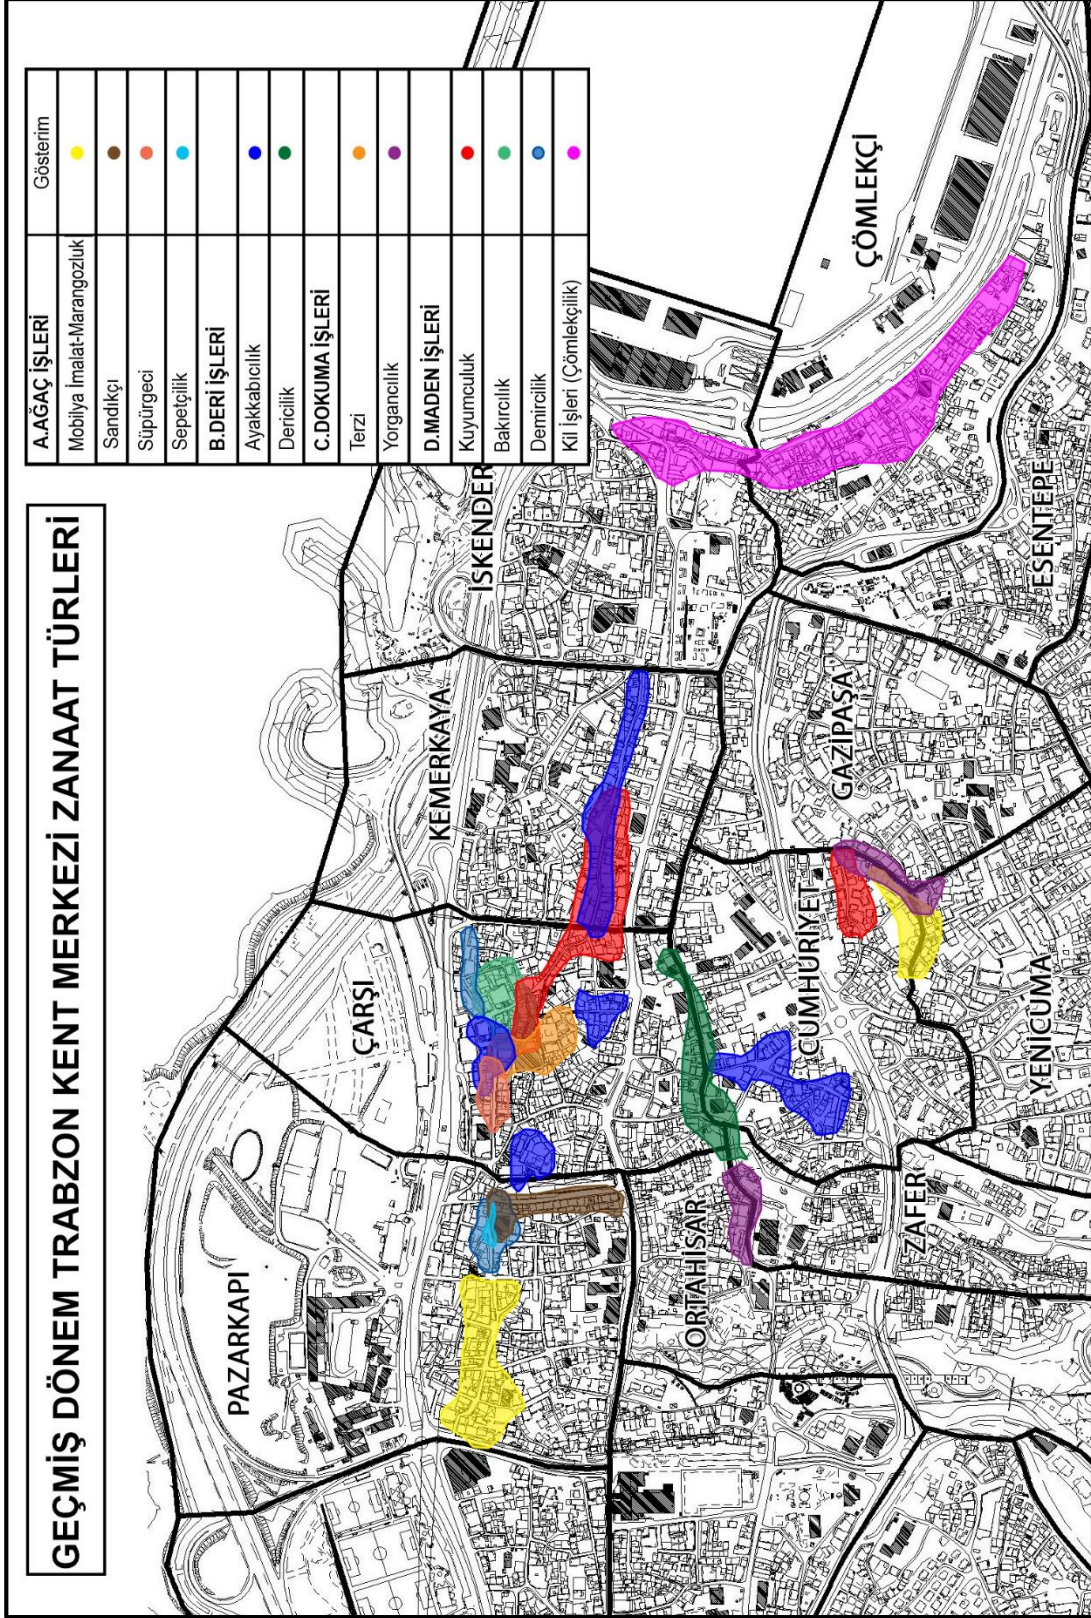 GEÇMİŞ DÖNEM TRABZON KENT MERKEZİ ZANAAT TÜRLERİ
A.AĞAÇ İŞLERİ Gösterim
Mobilya İmalat-Marangozluk
Sandıkçı
Süpürgeci
Sepetçilik
B.DERİ İŞLERİ
Ayakkabıcılık
Dericilik
C.DOKUMA İŞLERİ
Terzi
Yorgancılık
D.MADEN İŞLERİ
Kuyumculuk
Bakırcılık
Demircilik
Kil İşleri (Çömlekçilik)
PAZARKAPI
ÇARŞI
KEMERKAYA
İSKENDER
ÇÖMLEKÇİ
ORTAHİSAR
CUMHURİYET
GAZİPAŞA
ZAFER
YENİCUMA
ESENTEPE